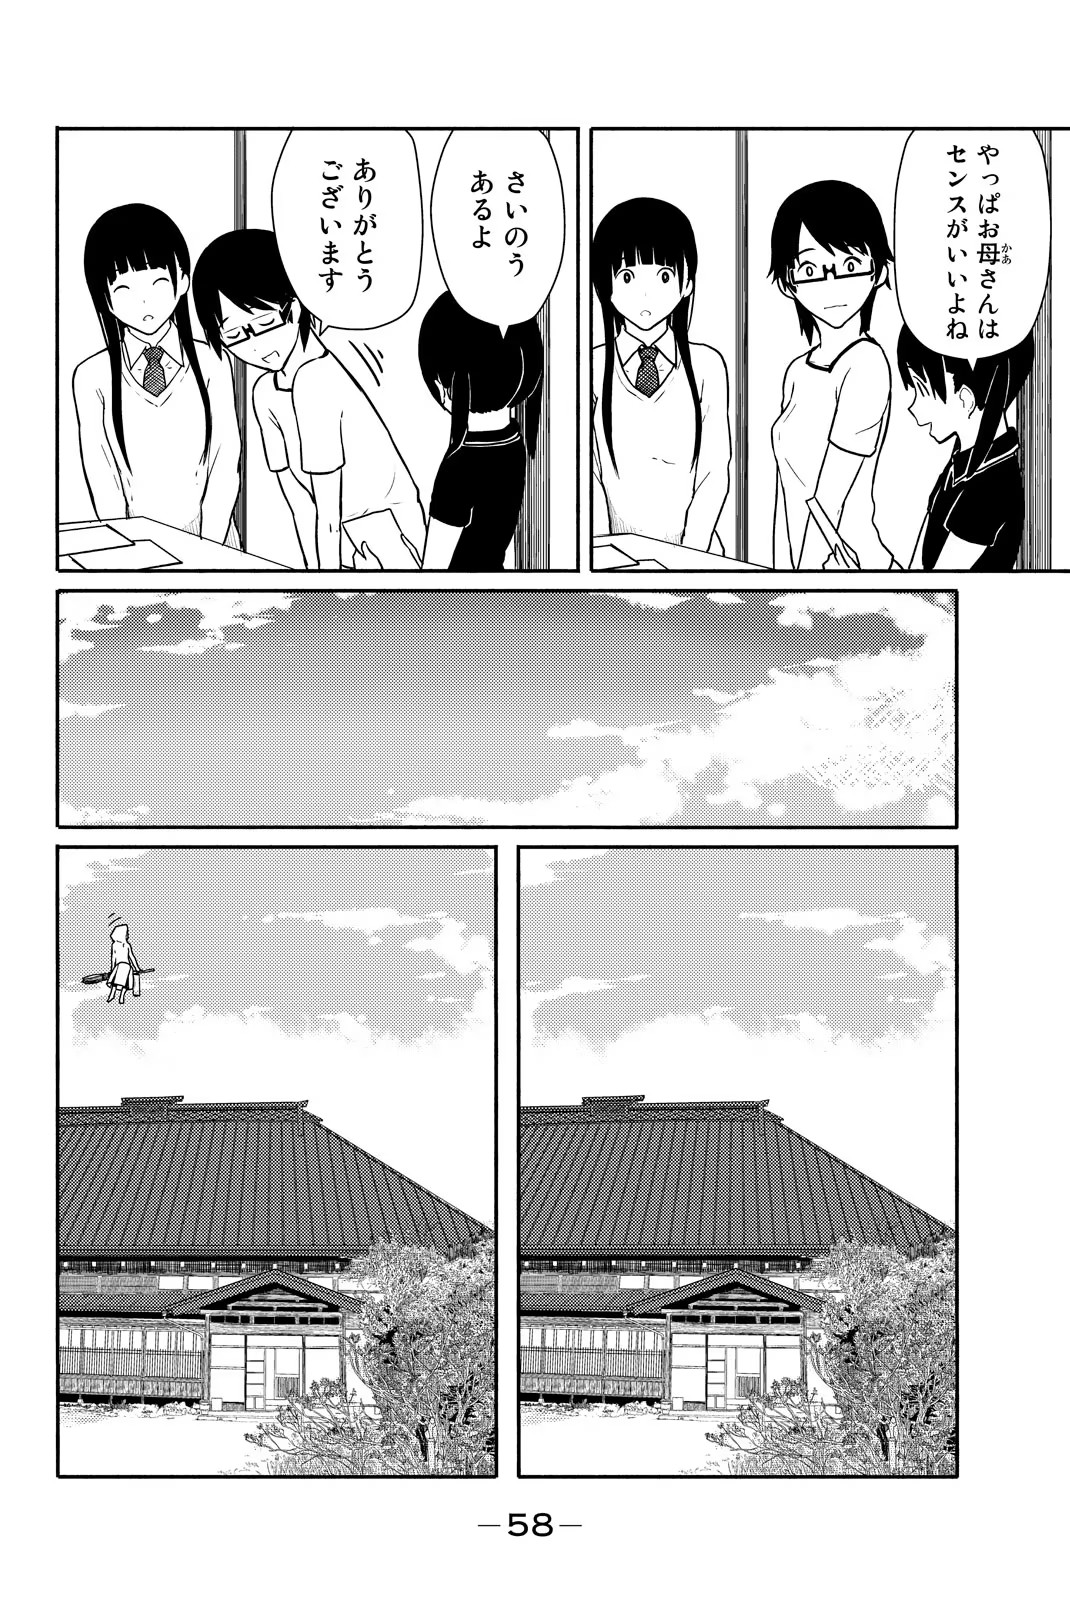 やっぱお母さんは
センスがいいよね
さいのう
あるよ
ありがとう
ございます
—58—